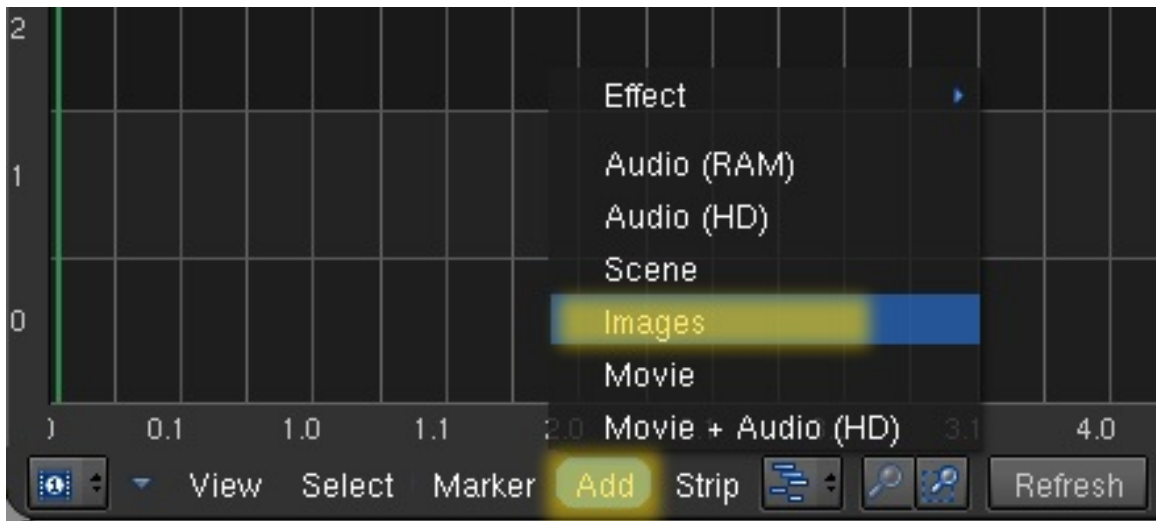 2
Effect
Audio (RAM)
1
Audio (HD)
Scene
0
Images
Movie
Movie + Audio (HD)
0.1 1.0 1.1 2.0 3.1 4.0
View Select Marker Add Strip Refresh